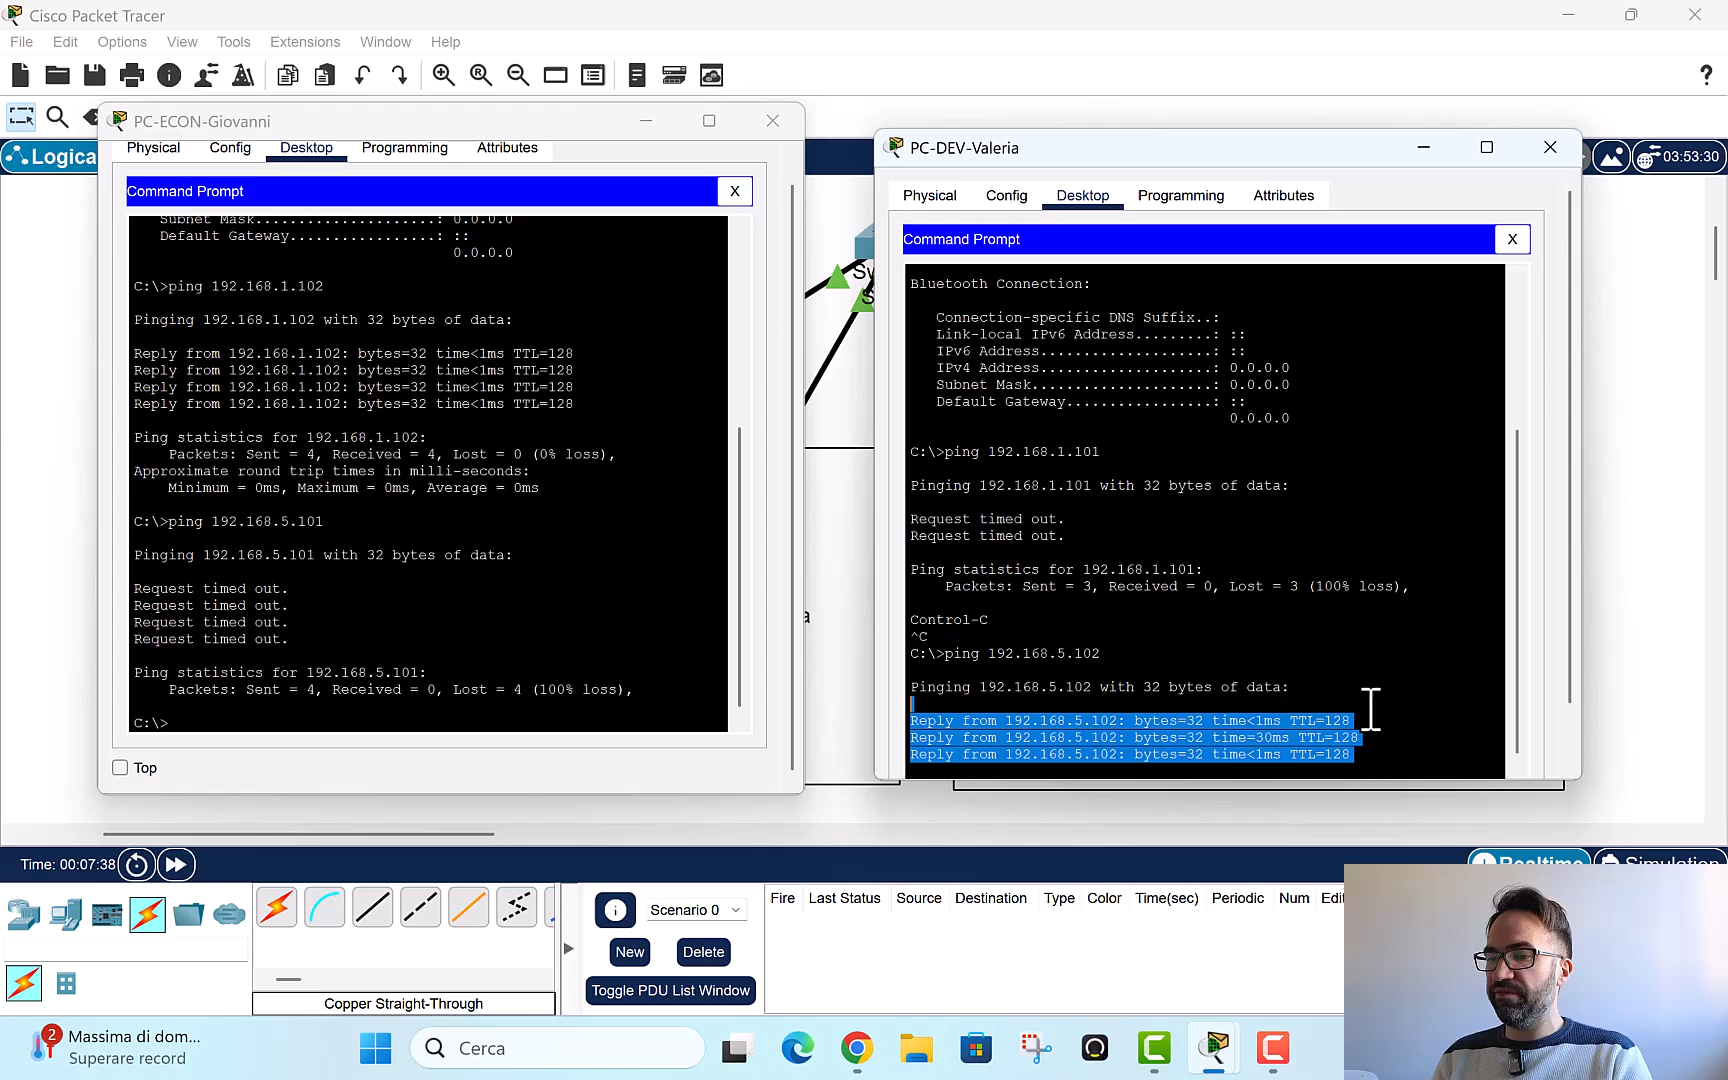 Cisco Packet Tracer
File Edit Options View Tools Extensions Window Help
?
Logica
03:53:30
PC-ECON-Giovanni
Physical Config Desktop Programming Attributes
Command Prompt
X
Subnet Mask.....................: 0.0.0.0
Default Gateway.................: ::
0.0.0.0
C:\>ping 192.168.1.102
Pinging 192.168.1.102 with 32 bytes of data:
Reply from 192.168.1.102: bytes=32 time<1ms TTL=128
Reply from 192.168.1.102: bytes=32 time<1ms TTL=128
Reply from 192.168.1.102: bytes=32 time<1ms TTL=128
Reply from 192.168.1.102: bytes=32 time<1ms TTL=128
Ping statistics for 192.168.1.102:
Packets: Sent = 4, Received = 4, Lost = 0 (0% loss),
Approximate round trip times in milli-seconds:
Minimum = 0ms, Maximum = 0ms, Average = 0ms
C:\>ping 192.168.5.101
Pinging 192.168.5.101 with 32 bytes of data:
Request timed out.
Request timed out.
Request timed out.
Request timed out.
Ping statistics for 192.168.5.101:
Packets: Sent = 4, Received = 0, Lost = 4 (100% loss),
C:\>
Top
PC-DEV-Valeria
Physical Config Desktop Programming Attributes
Command Prompt
X
Bluetooth Connection:
Connection-specific DNS Suffix..:
Link-local IPv6 Address.........: ::
IPv6 Address....................: ::
IPv4 Address....................: 0.0.0.0
Subnet Mask.....................: 0.0.0.0
Default Gateway.................: ::
0.0.0.0
C:\>ping 192.168.1.101
Pinging 192.168.1.101 with 32 bytes of data:
Request timed out.
Request timed out.
Ping statistics for 192.168.1.101:
Packets: Sent = 3, Received = 0, Lost = 3 (100% loss),
Control-C
^C
C:\>ping 192.168.5.102
Pinging 192.168.5.102 with 32 bytes of data:
Reply from 192.168.5.102: bytes=32 time<1ms TTL=128
Reply from 192.168.5.102: bytes=32 time=30ms TTL=128
Reply from 192.168.5.102: bytes=32 time<1ms TTL=128
Time: 00:07:38
Realtime Simulation
Scenario 0
New Delete
Toggle PDU List Window
Fire Last Status Source Destination Type Color Time(sec) Periodic Num Edi
Copper Straight-Through
2
Massima di dom...
Superare record
Cerca